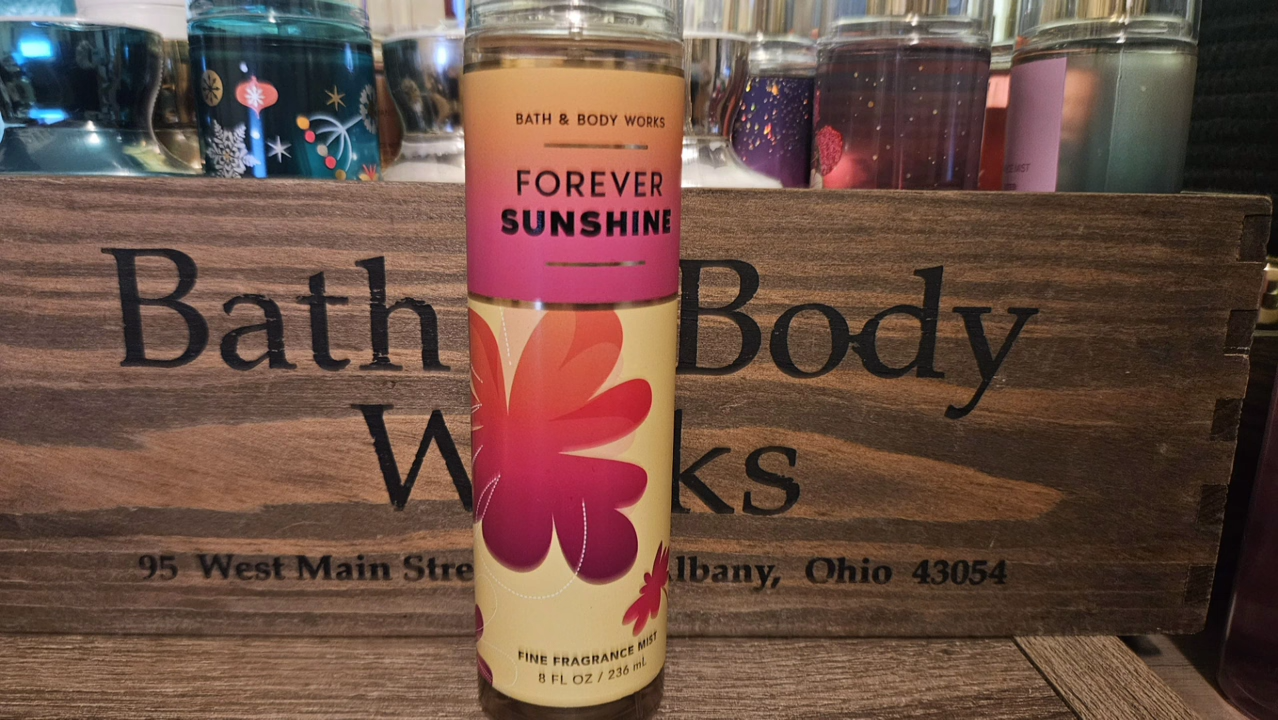 BATH & BODY WORKS
FOREVER
SUNSHINE
Bath Body
W ks
95 West Main Stre lbany, Ohio 43054
FINE FRAGRANCE MIST
8 FL OZ / 236 mL